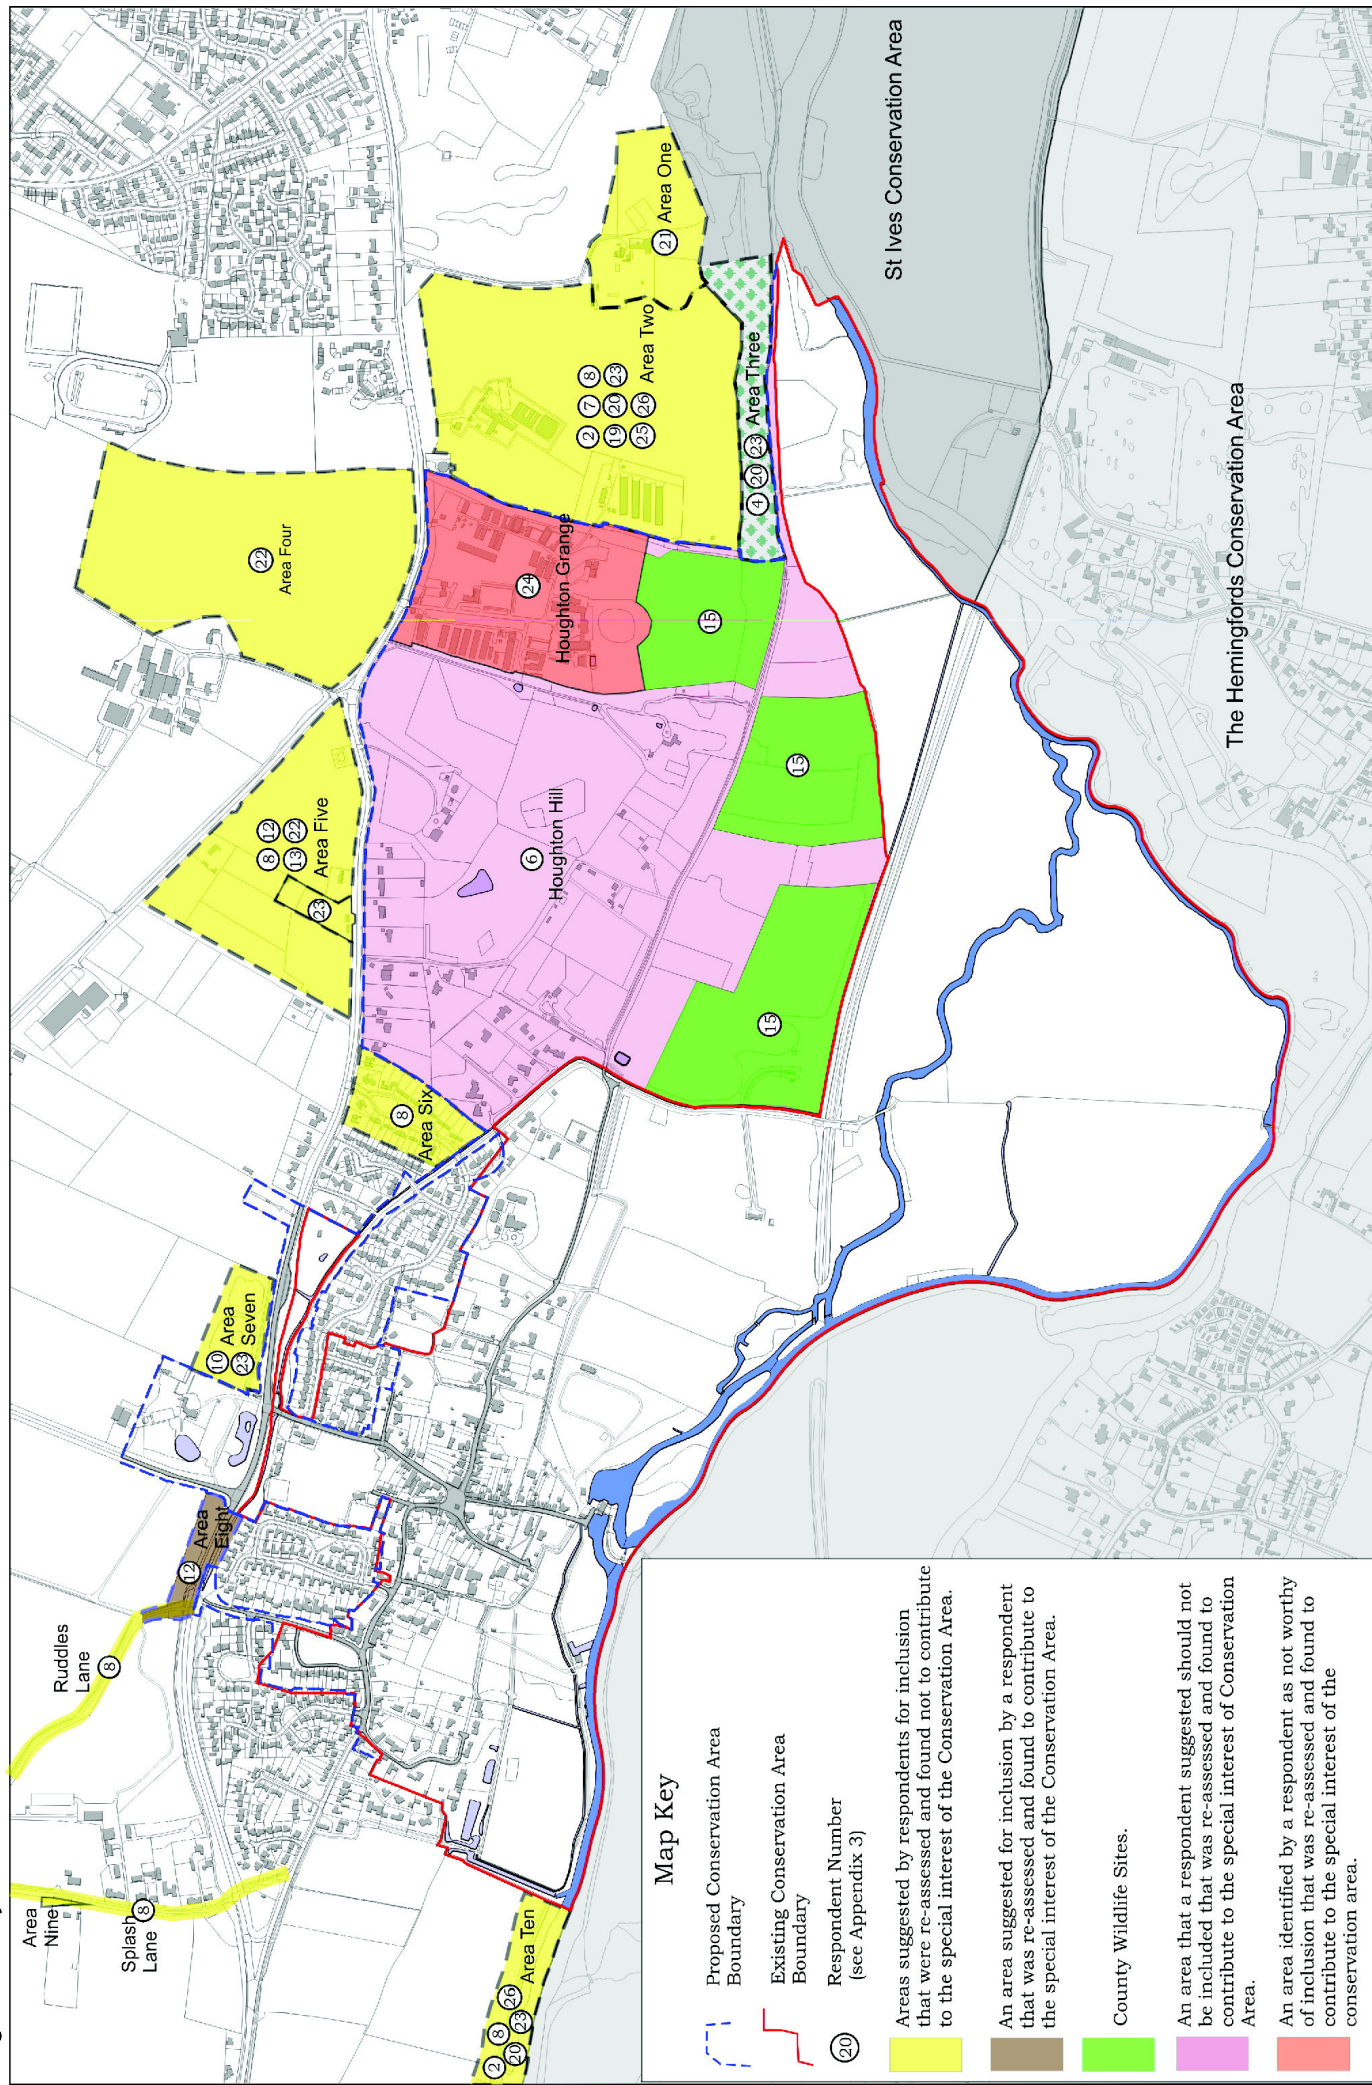 St Ives Conservation Area
The Hemingfords Conservation Area
21 Area One
2 7 8
19 20 23
25 26 Area Two
4 20 23 Area Three
22
Area Four
24
Houghton Grange
15
15
15
6
Houghton Hill
8 12
13 22
Area Five
23
8
Area Six
10 Area
23 Seven
12 Area
Eight
Ruddles
Lane
8
Area
Nine
Splash
Lane
8
2 8 26
20 23
Area Ten
Map Key
Proposed Conservation Area
Boundary
Existing Conservation Area
Boundary
20
Respondent Number
(see Appendix 3)
Areas suggested by respondents for inclusion
that were re-assessed and found not to contribute
to the special interest of the Conservation Area.
An area suggested for inclusion by a respondent
that was re-assessed and found to contribute to
the special interest of the Conservation Area.
County Wildlife Sites.
An area that a respondent suggested should not
be included that was re-assessed and found to
contribute to the special interest of Conservation
Area.
An area identified by a respondent as not worthy
of inclusion that was re-assessed and found to
contribute to the special interest of the
conservation area.